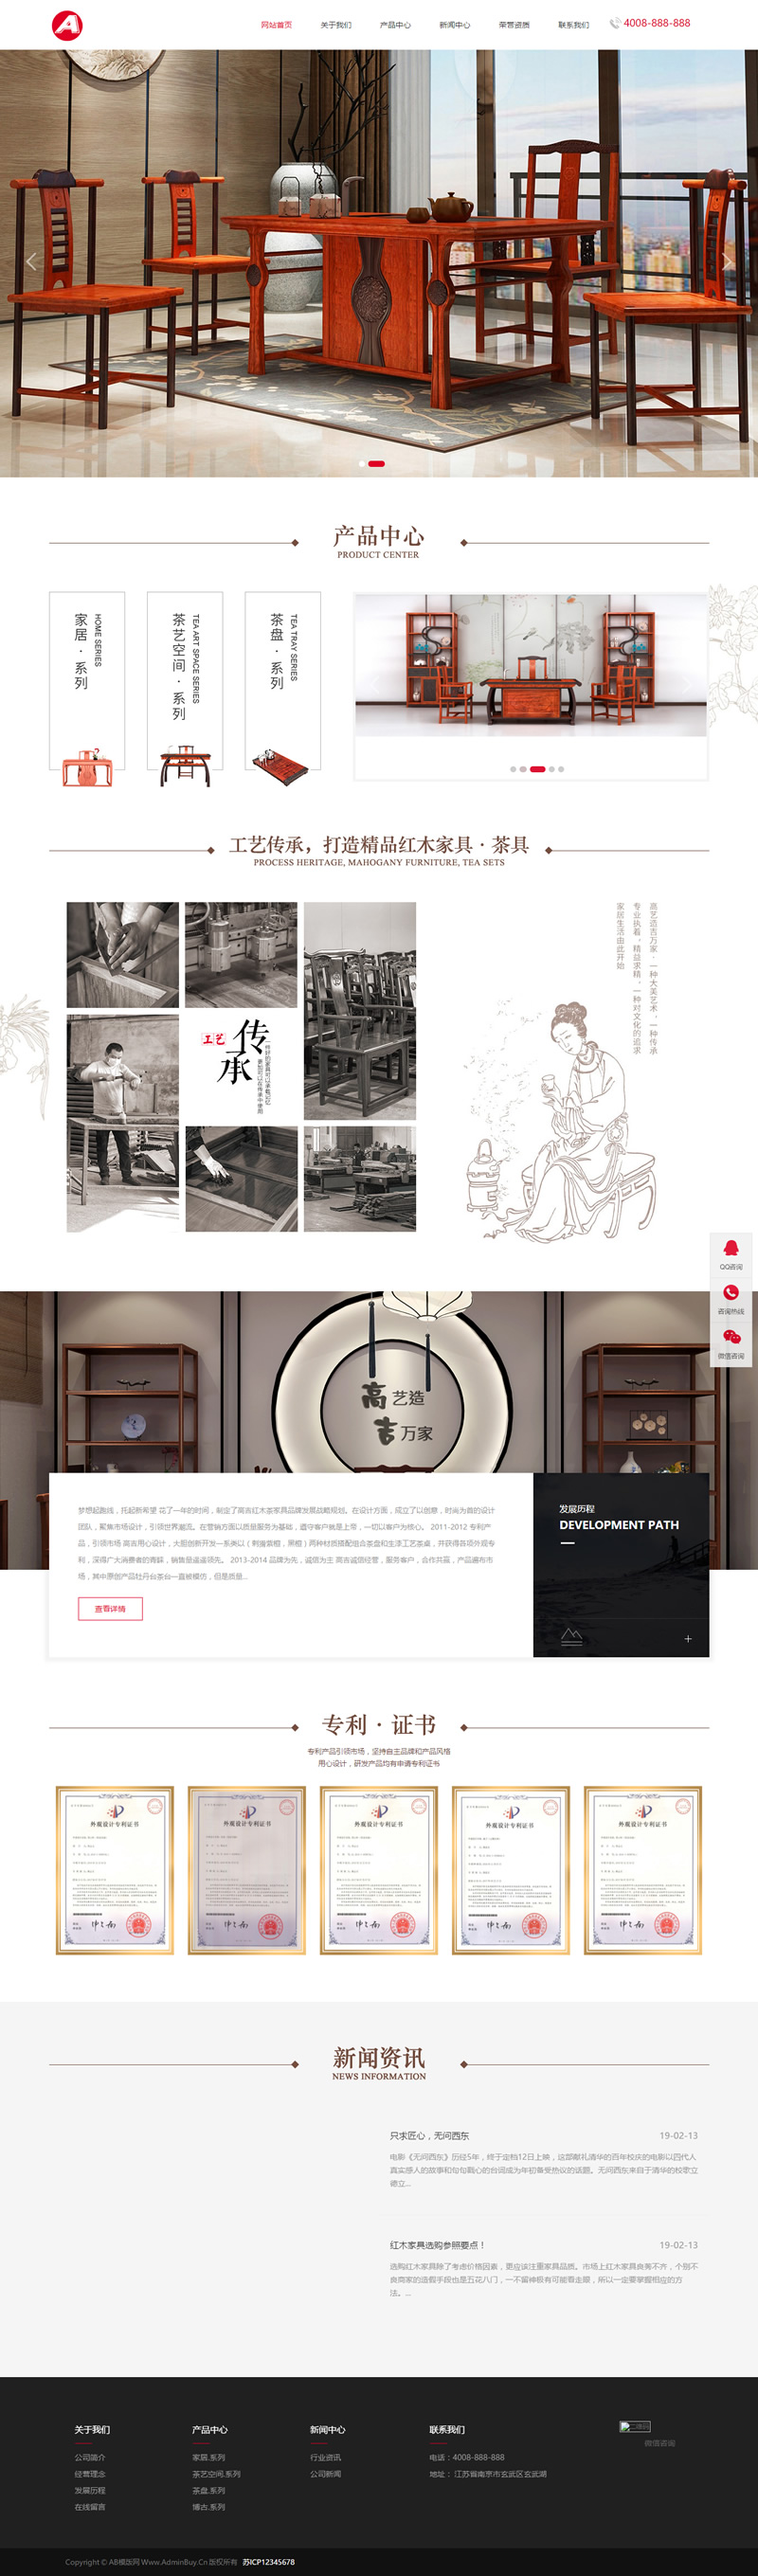 A
网站首页
关于我们
产品中心
新闻中心
荣誉资质
联系我们
4008-888-888
产品中心
PRODUCT CENTER
家居·系列
HOME SERIES
茶艺空间·系列
TEA ART SPACE SERIES
茶盘·系列
TEA TRAY SERIES
工艺传承，打造精品红木家具·茶具
PROCESS HERITAGE, MAHOGANY FURNITURE, TEA SETS
高艺造吉万家·一种大美艺术，一种传承
专业执着，精益求精，一种对文化的追求
家居生活由此开始
工艺
传承
QQ咨询
咨询热线
微信咨询
高艺造
吉万家
梦想起跑线，托起新希望 花了一年的时间，制定了高吉红木茶家具品牌发展战略规划。在设计方面，成立了以创意，时尚为首的设计
团队，聚焦市场设计，引领世界潮流。在营销方面以质量服务为基础，遵守客户就是上帝，一切以客户为核心。 2011-2012 专利产
品，引领市场 高吉用心设计，大胆创新开发一系类以（刺猬紫檀，黑檀）两种材质搭配组合茶盘和生漆工艺茶桌，并获得各项外观专
利，深得广大消费者的青睐，销售量遥遥领先。 2013-2014 品牌为先，诚信为主 高吉诚信经营，服务客户，合作共赢，产品遍布市
场，其中原创产品牡丹台茶台一直被模仿，但是质量...
查看详情
发展历程
DEVELOPMENT PATH
专利·证书
专利产品引领市场，坚持自主品牌和产品风格
用心设计，研发产品均有申请专利证书
外观设计专利证书
外观设计专利证书
外观设计专利证书
外观设计专利证书
外观设计专利证书
新闻资讯
NEWS INFORMATION
只求匠心，无问西东
19-02-13
电影《无问西东》历经5年，终于定档12日上映，这部献礼清华的百年校庆的电影以四代人
真实感人的故事和句句戳心的台词成为年初备受热议的话题。无问西东来自于清华的校歌立
德立...
红木家具选购参照要点！
19-02-13
选购红木家具除了考虑价格因素，更应该注重家具品质。市场上红木家具良莠不齐，个别不
良商家的造假手段也是五花八门，一不留神极有可能看走眼，所以一定要掌握相应的方
法。...
关于我们
公司简介
经营理念
发展历程
在线留言
产品中心
家居.系列
茶艺空间.系列
茶盘.系列
博古.系列
新闻中心
行业资讯
公司新闻
联系我们
电话：4008-888-888
地址：江苏省南京市玄武区玄武湖
微信咨询
Copyright © AB模版网 Www.AdminBuy.Cn 版权所有 苏ICP12345678